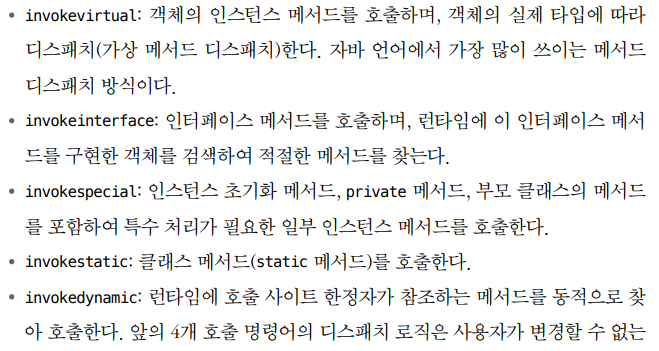 • invokevirtual: 객체의 인스턴스 메서드를 호출하며, 객체의 실제 타입에 따라
디스패치(가상 메서드 디스패치)한다. 자바 언어에서 가장 많이 쓰이는 메서드
디스패치 방식이다.
• invokeinterface: 인터페이스 메서드를 호출하며, 런타임에 이 인터페이스 메서
드를 구현한 객체를 검색하여 적절한 메서드를 찾는다.
• invokespecial: 인스턴스 초기화 메서드, private 메서드, 부모 클래스의 메서드
를 포함하여 특수 처리가 필요한 일부 인스턴스 메서드를 호출한다.
• invokestatic: 클래스 메서드(static 메서드)를 호출한다.
• invokedynamic: 런타임에 호출 사이트 한정자가 참조하는 메서드를 동적으로 찾
아 호출한다. 앞의 4개 호출 명령어의 디스패치 로직은 사용자가 변경할 수 없는